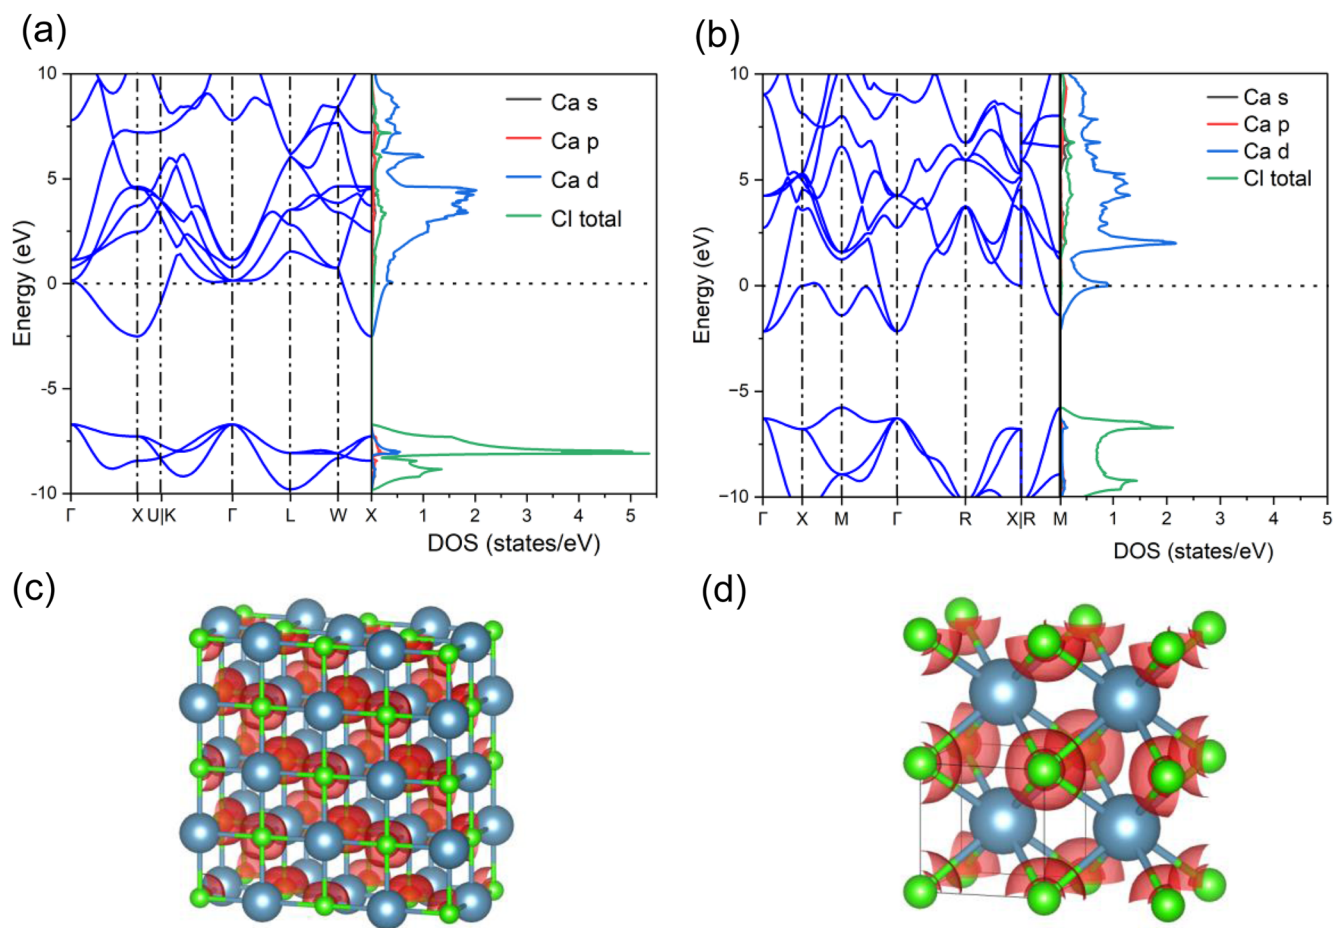 (a)
10
5
0
-5
-10
Energy (eV)
Γ X U|K Γ L W X 1 2 3 4 5
DOS (states/eV)
Ca s
Ca p
Ca d
Cl total
(b)
10
5
0
−5
−10
Energy (eV)
Γ X M Γ R X|R M 1 2 3 4 5
DOS (states/eV)
Ca s
Ca p
Ca d
Cl total
(c)
(d)